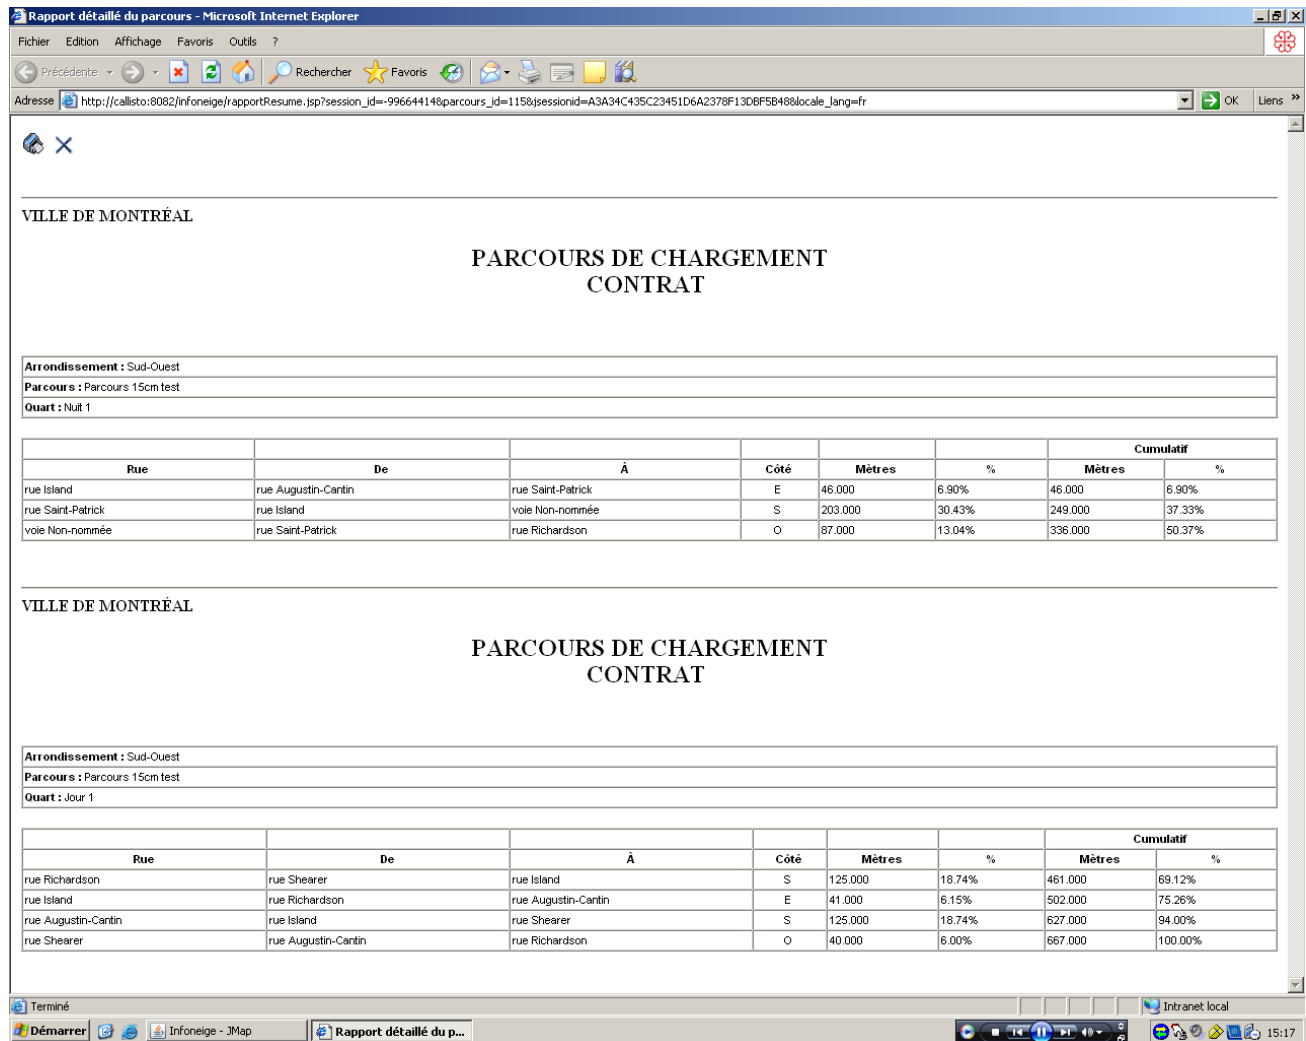 Rapport détaillé du parcours - Microsoft Internet Explorer
Fichier Edition Affichage Favoris Outils ?
Précédente Rechercher Favoris
Adresse http://callisto:8082/infoneige/rapportResume.jsp?session_id=-99664414&parcours_id=115&jsessionid=A3A34C435C23451D6A2378F13DBF5B48&locale_lang=fr OK Liens »
VILLE DE MONTRÉAL
PARCOURS DE CHARGEMENT
CONTRAT
Arrondissement : Sud-Ouest
Parcours : Parcours 15cm test
Quart : Nuit 1
Cumulatif
Rue De À Côté Mètres % Mètres %
rue Island rue Augustin-Cantin rue Saint-Patrick E 46.000 6.90% 46.000 6.90%
rue Saint-Patrick rue Island voie Non-nommée S 203.000 30.43% 249.000 37.33%
voie Non-nommée rue Saint-Patrick rue Richardson O 87.000 13.04% 336.000 50.37%
VILLE DE MONTRÉAL
PARCOURS DE CHARGEMENT
CONTRAT
Arrondissement : Sud-Ouest
Parcours : Parcours 15cm test
Quart : Jour 1
Cumulatif
Rue De À Côté Mètres % Mètres %
rue Richardson rue Shearer rue Island S 125.000 18.74% 461.000 69.12%
rue Island rue Richardson rue Augustin-Cantin E 41.000 6.15% 502.000 75.26%
rue Augustin-Cantin rue Island rue Shearer S 125.000 18.74% 627.000 94.00%
rue Shearer rue Augustin-Cantin rue Richardson O 40.000 6.00% 667.000 100.00%
Terminé Intranet local
Démarrer Infoneige - JMap Rapport détaillé du p... 15:17